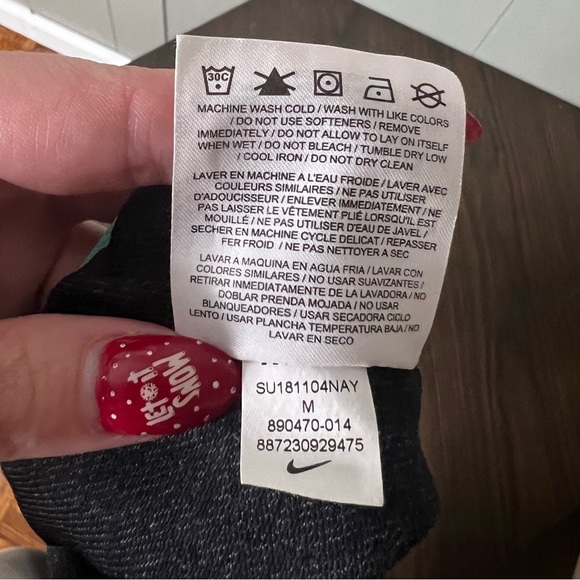 30C
MACHINE WASH COLD / WASH WITH LIKE COLORS
/ DO NOT USE SOFTENERS / REMOVE
IMMEDIATELY / DO NOT ALLOW TO LAY ON ITSELF
WHEN WET / DO NOT BLEACH / TUMBLE DRY LOW
/ COOL IRON / DO NOT DRY CLEAN
LAVER EN MACHINE A L'EAU FROIDE / LAVER AVEC
COULEURS SIMILAIRES / NE PAS UTILISER
D'ADOUCISSEUR / ENLEVER IMMEDIATEMENT / NE
PAS LAISSER LE VÊTEMENT PLIÉ LORSQU'IL EST
MOUILLÉ / NE PAS UTILISER D'EAU DE JAVEL /
SECHER EN MACHINE CYCLE DELICAT / REPASSER
FER FROID / NE PAS NETTOYER A SEC
LAVAR A MAQUINA EN AGUA FRIA / LAVAR CON
COLORES SIMILARES / NO USAR SUAVIZANTES /
RETIRAR IMMEDIATAMENTE DE LA LAVADORA / NO
DOBLAR PRENDA MOJADA / NO USAR
BLANQUEADORES / USAR SECADORA CICLO
LENTO / USAR PLANCHA TEMPERATURA BAJA / NO
LAVAR EN SECO
SU181104NAY
M
890470-014
887230929475
LET it
SNOW